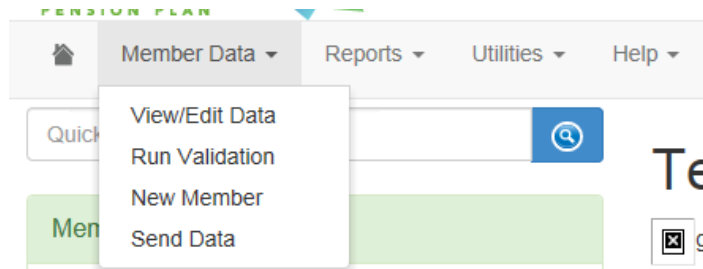 PENSION PLAN
Member Data Reports Utilities Help
View/Edit Data
Quick
Run Validation
New Member
Mem
Send Data
Te
g